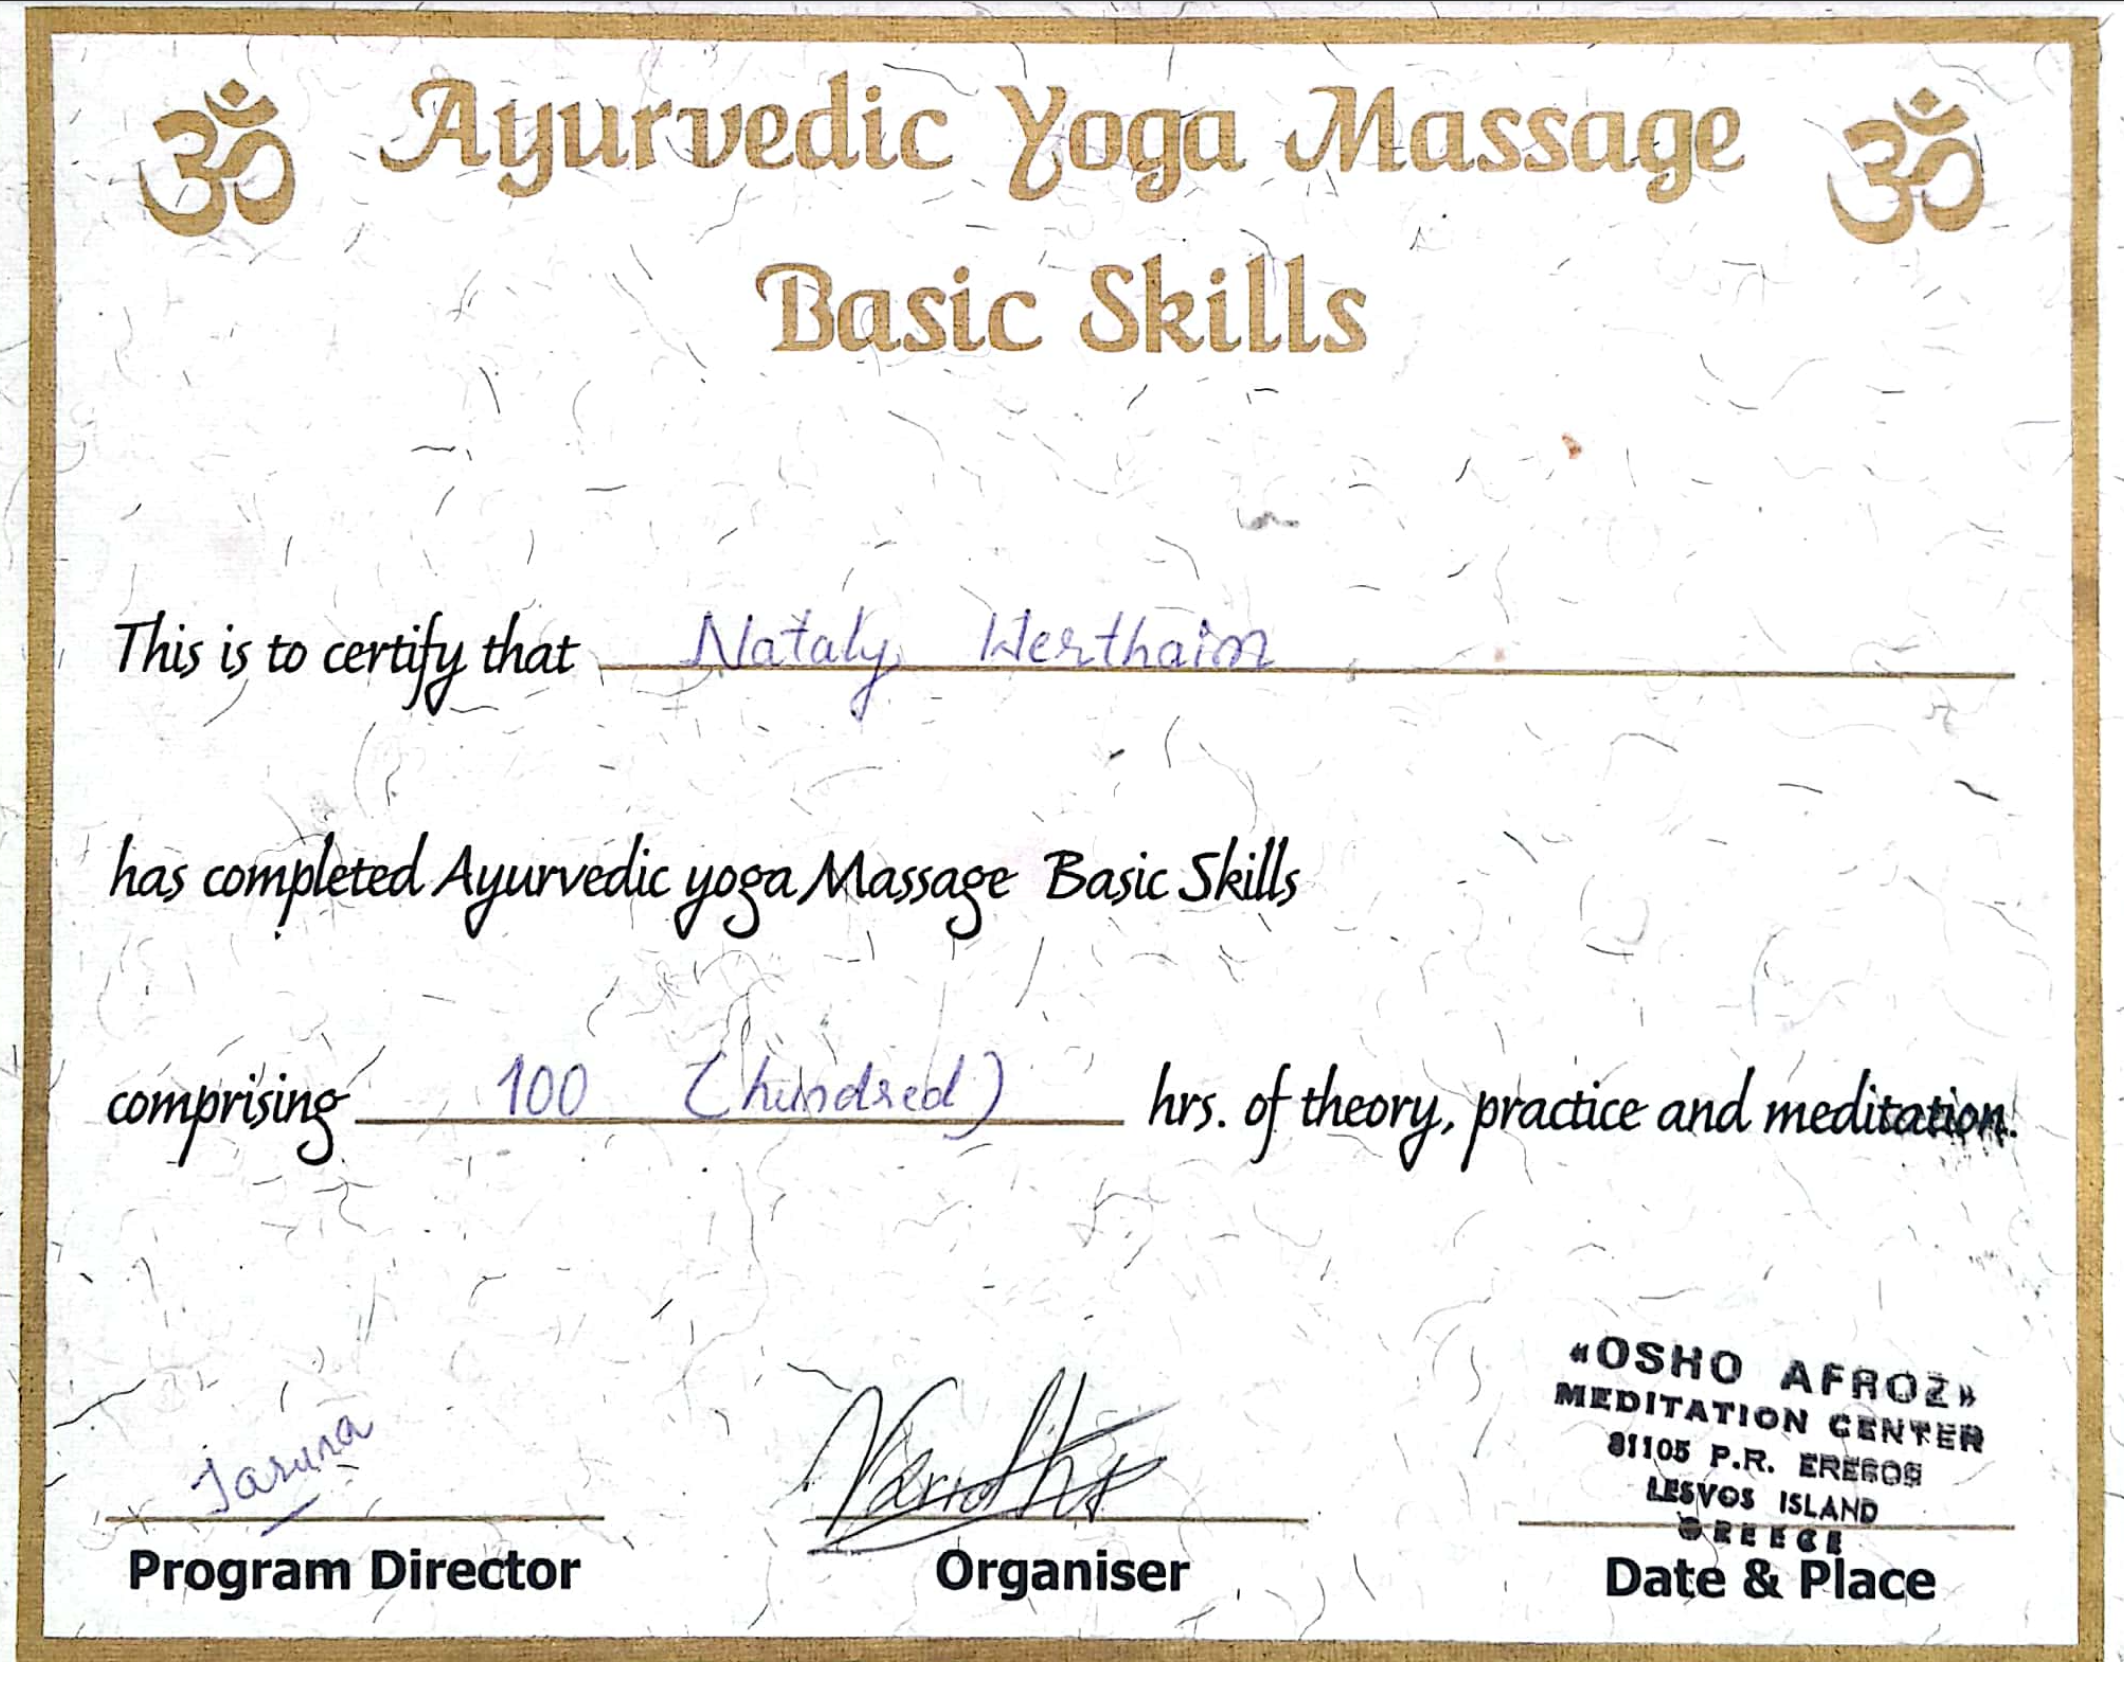 ॐ Ayurvedic Yoga Massage ॐ
Basic Skills
This is to certify that Nataly Werthaim
has completed Ayurvedic yoga Massage Basic Skills
comprising 100 (hundred) hrs. of theory, practice and meditation.
«OSHO AFROZ»
MEDITATION CENTER
81105 P.R. ERESOS
LESVOS ISLAND
GREECE
Taruna
Program Director
Organiser
Date & Place